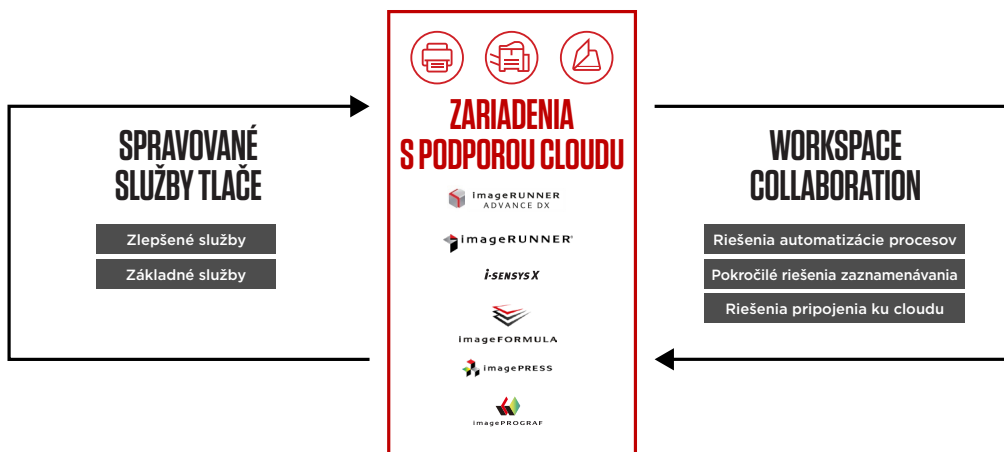 SPRAVOVANÉ
SLUŽBY TLAČE
Zlepšené služby
Základné služby
ZARIADENIA
S PODPOROU CLOUDU
imageRUNNER
ADVANCE DX
imageRUNNER®
i-SENSYS X
imageFORMULA
imagePRESS
imagePROGRAF
WORKSPACE
COLLABORATION
Riešenia automatizácie procesov
Pokročilé riešenia zaznamenávania
Riešenia pripojenia ku cloudu